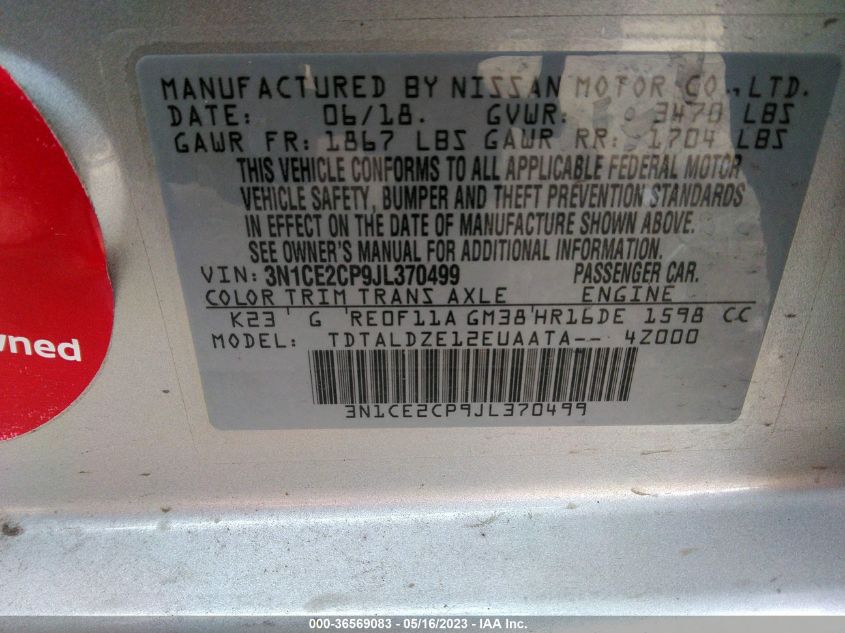 MANUFACTURED BY NISSAN MOTOR CO., LTD.
DATE: 06/18. GVWR: 3470 LBS
GAWR FR: 1867 LBS GAWR RR: 1704 LBS
THIS VEHICLE CONFORMS TO ALL APPLICABLE FEDERAL MOTOR
VEHICLE SAFETY, BUMPER AND THEFT PREVENTION STANDARDS
IN EFFECT ON THE DATE OF MANUFACTURE SHOWN ABOVE.
SEE OWNER'S MANUAL FOR ADDITIONAL INFORMATION.
VIN: 3N1CE2CP9JL370499 PASSENGER CAR.
COLOR TRIM TRANS AXLE ENGINE
K23 G RE0F11A GM38 HR16DE 1598 CC
MODEL: TDTALDZE12EUAATA-- 4Z000
3N1CE2CP9JL370499
wned
000-36569083 - 05/16/2023 - IAA Inc.